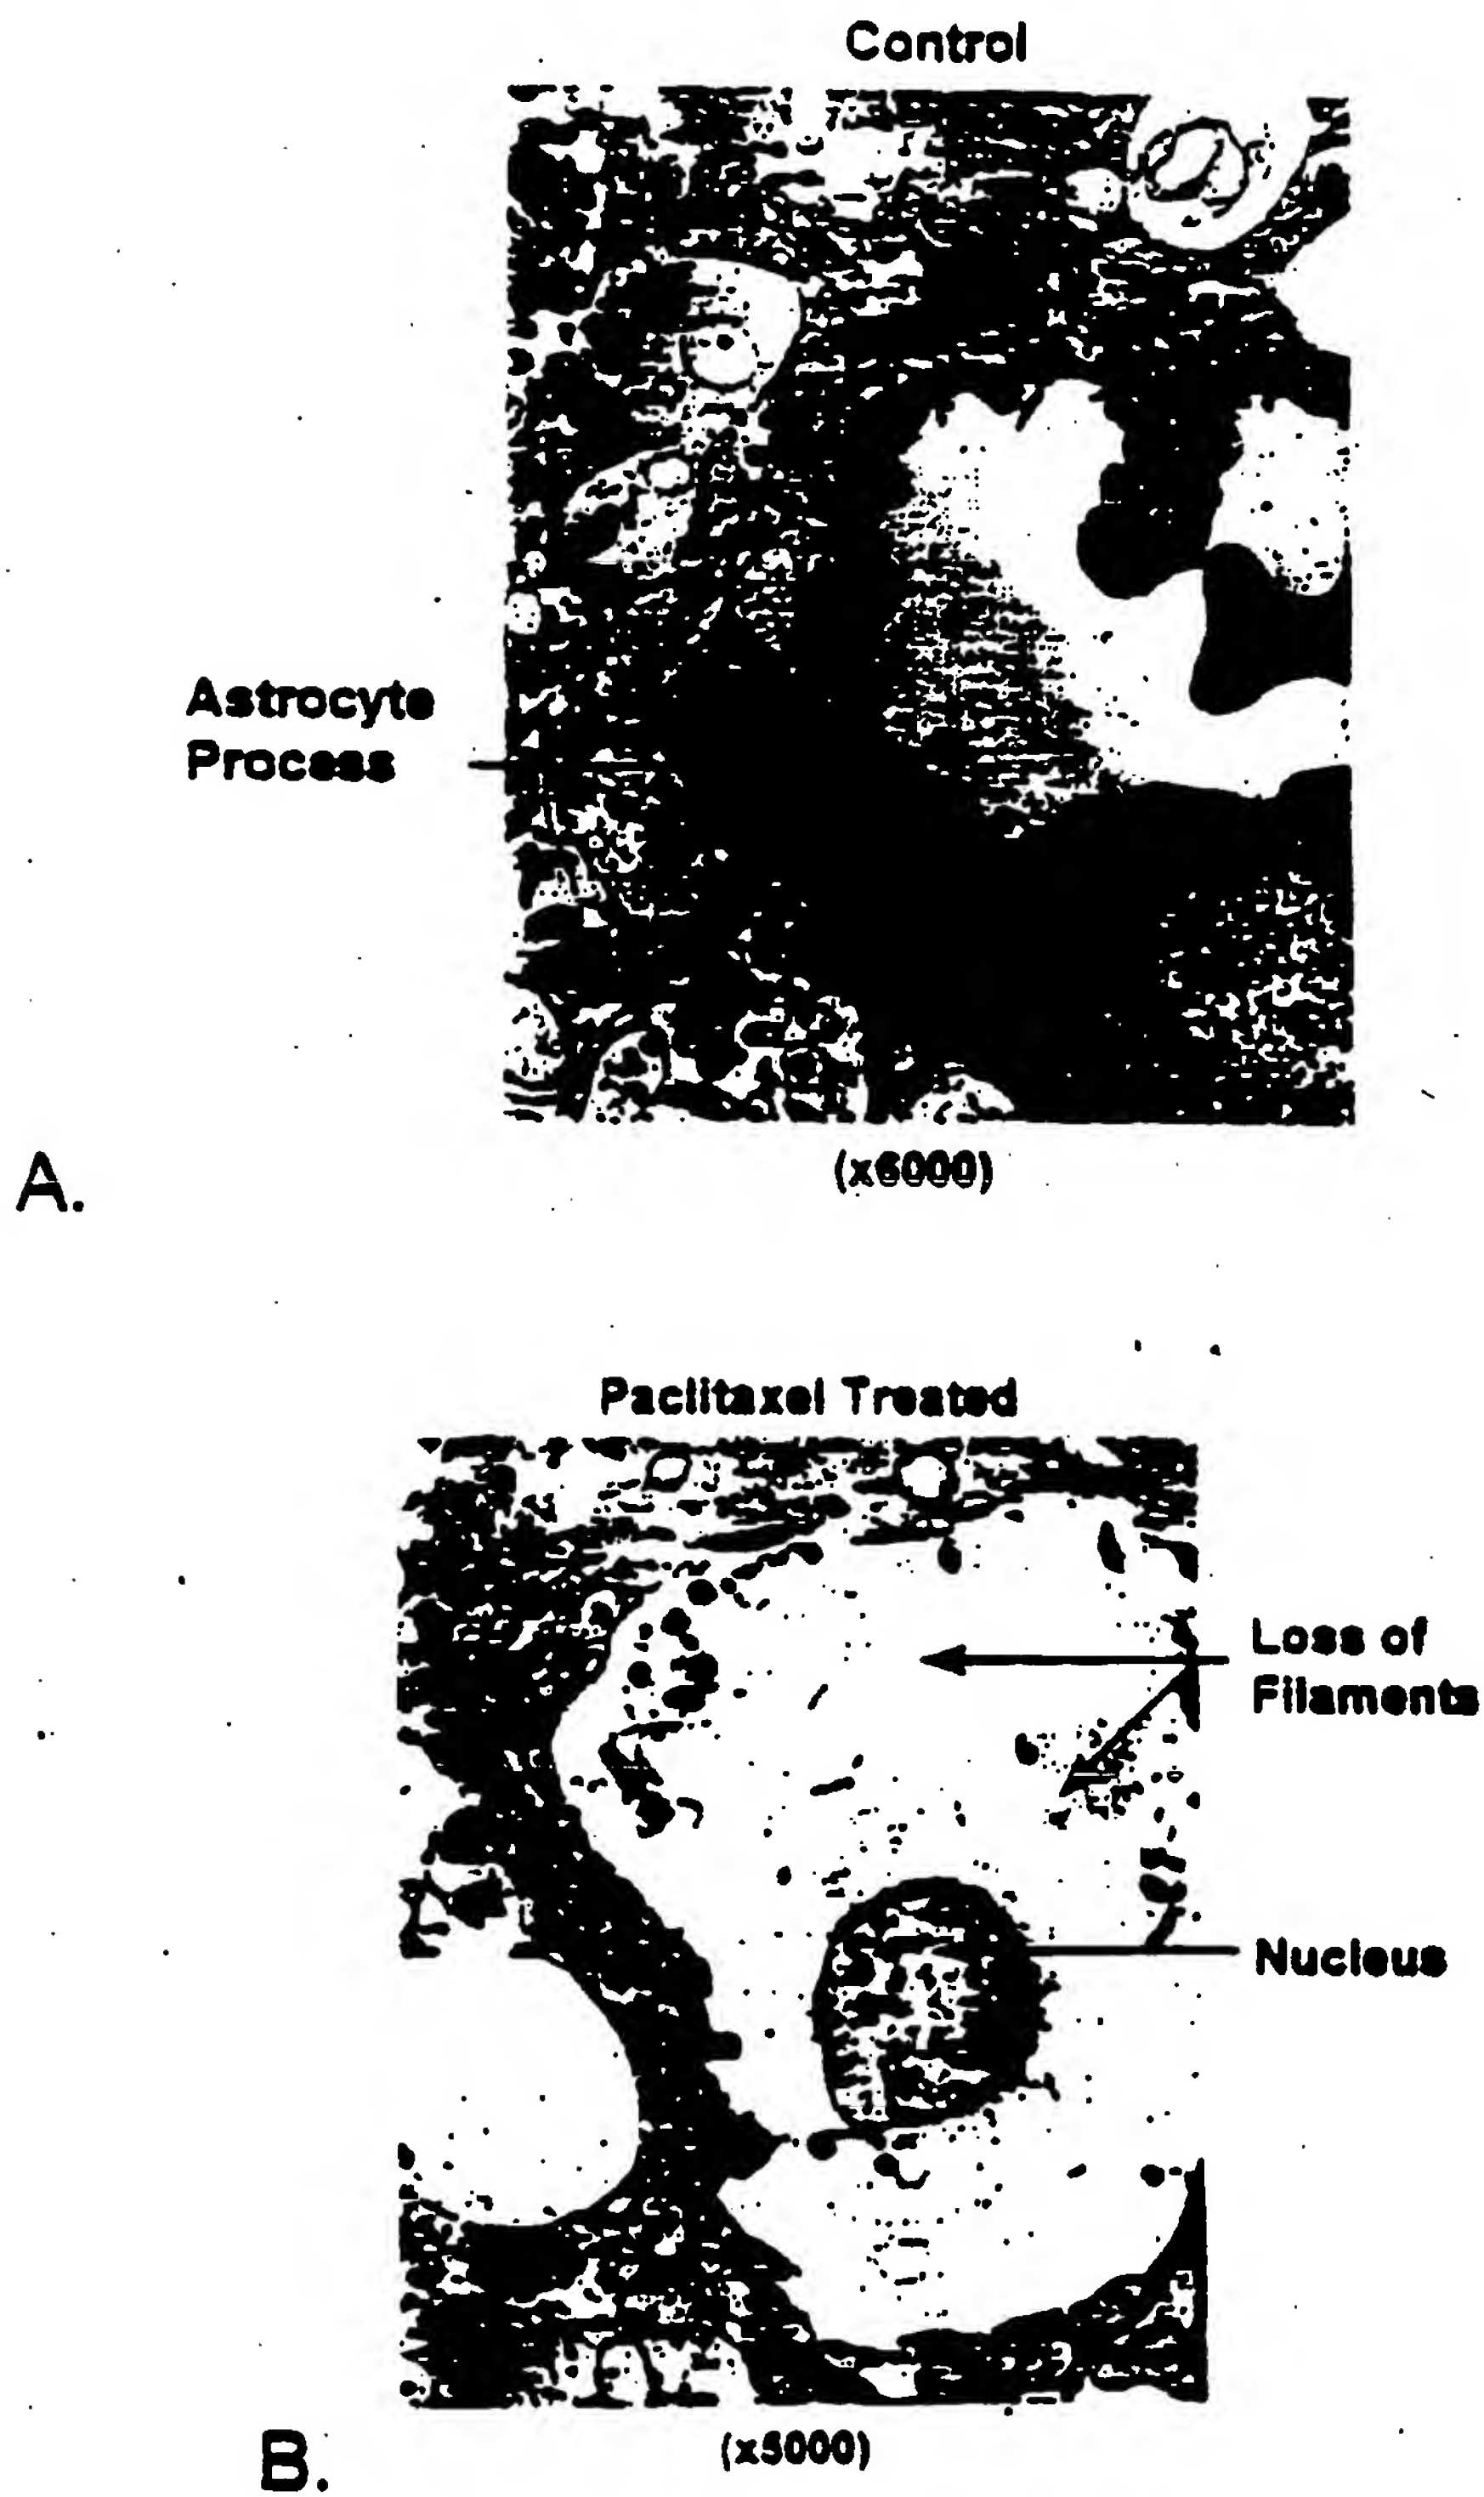 Control
Astrocyte
Process
(x6000)
A.
Paclitaxel Treated
Loss of
Filaments
Nucleus
(x5000)
B.